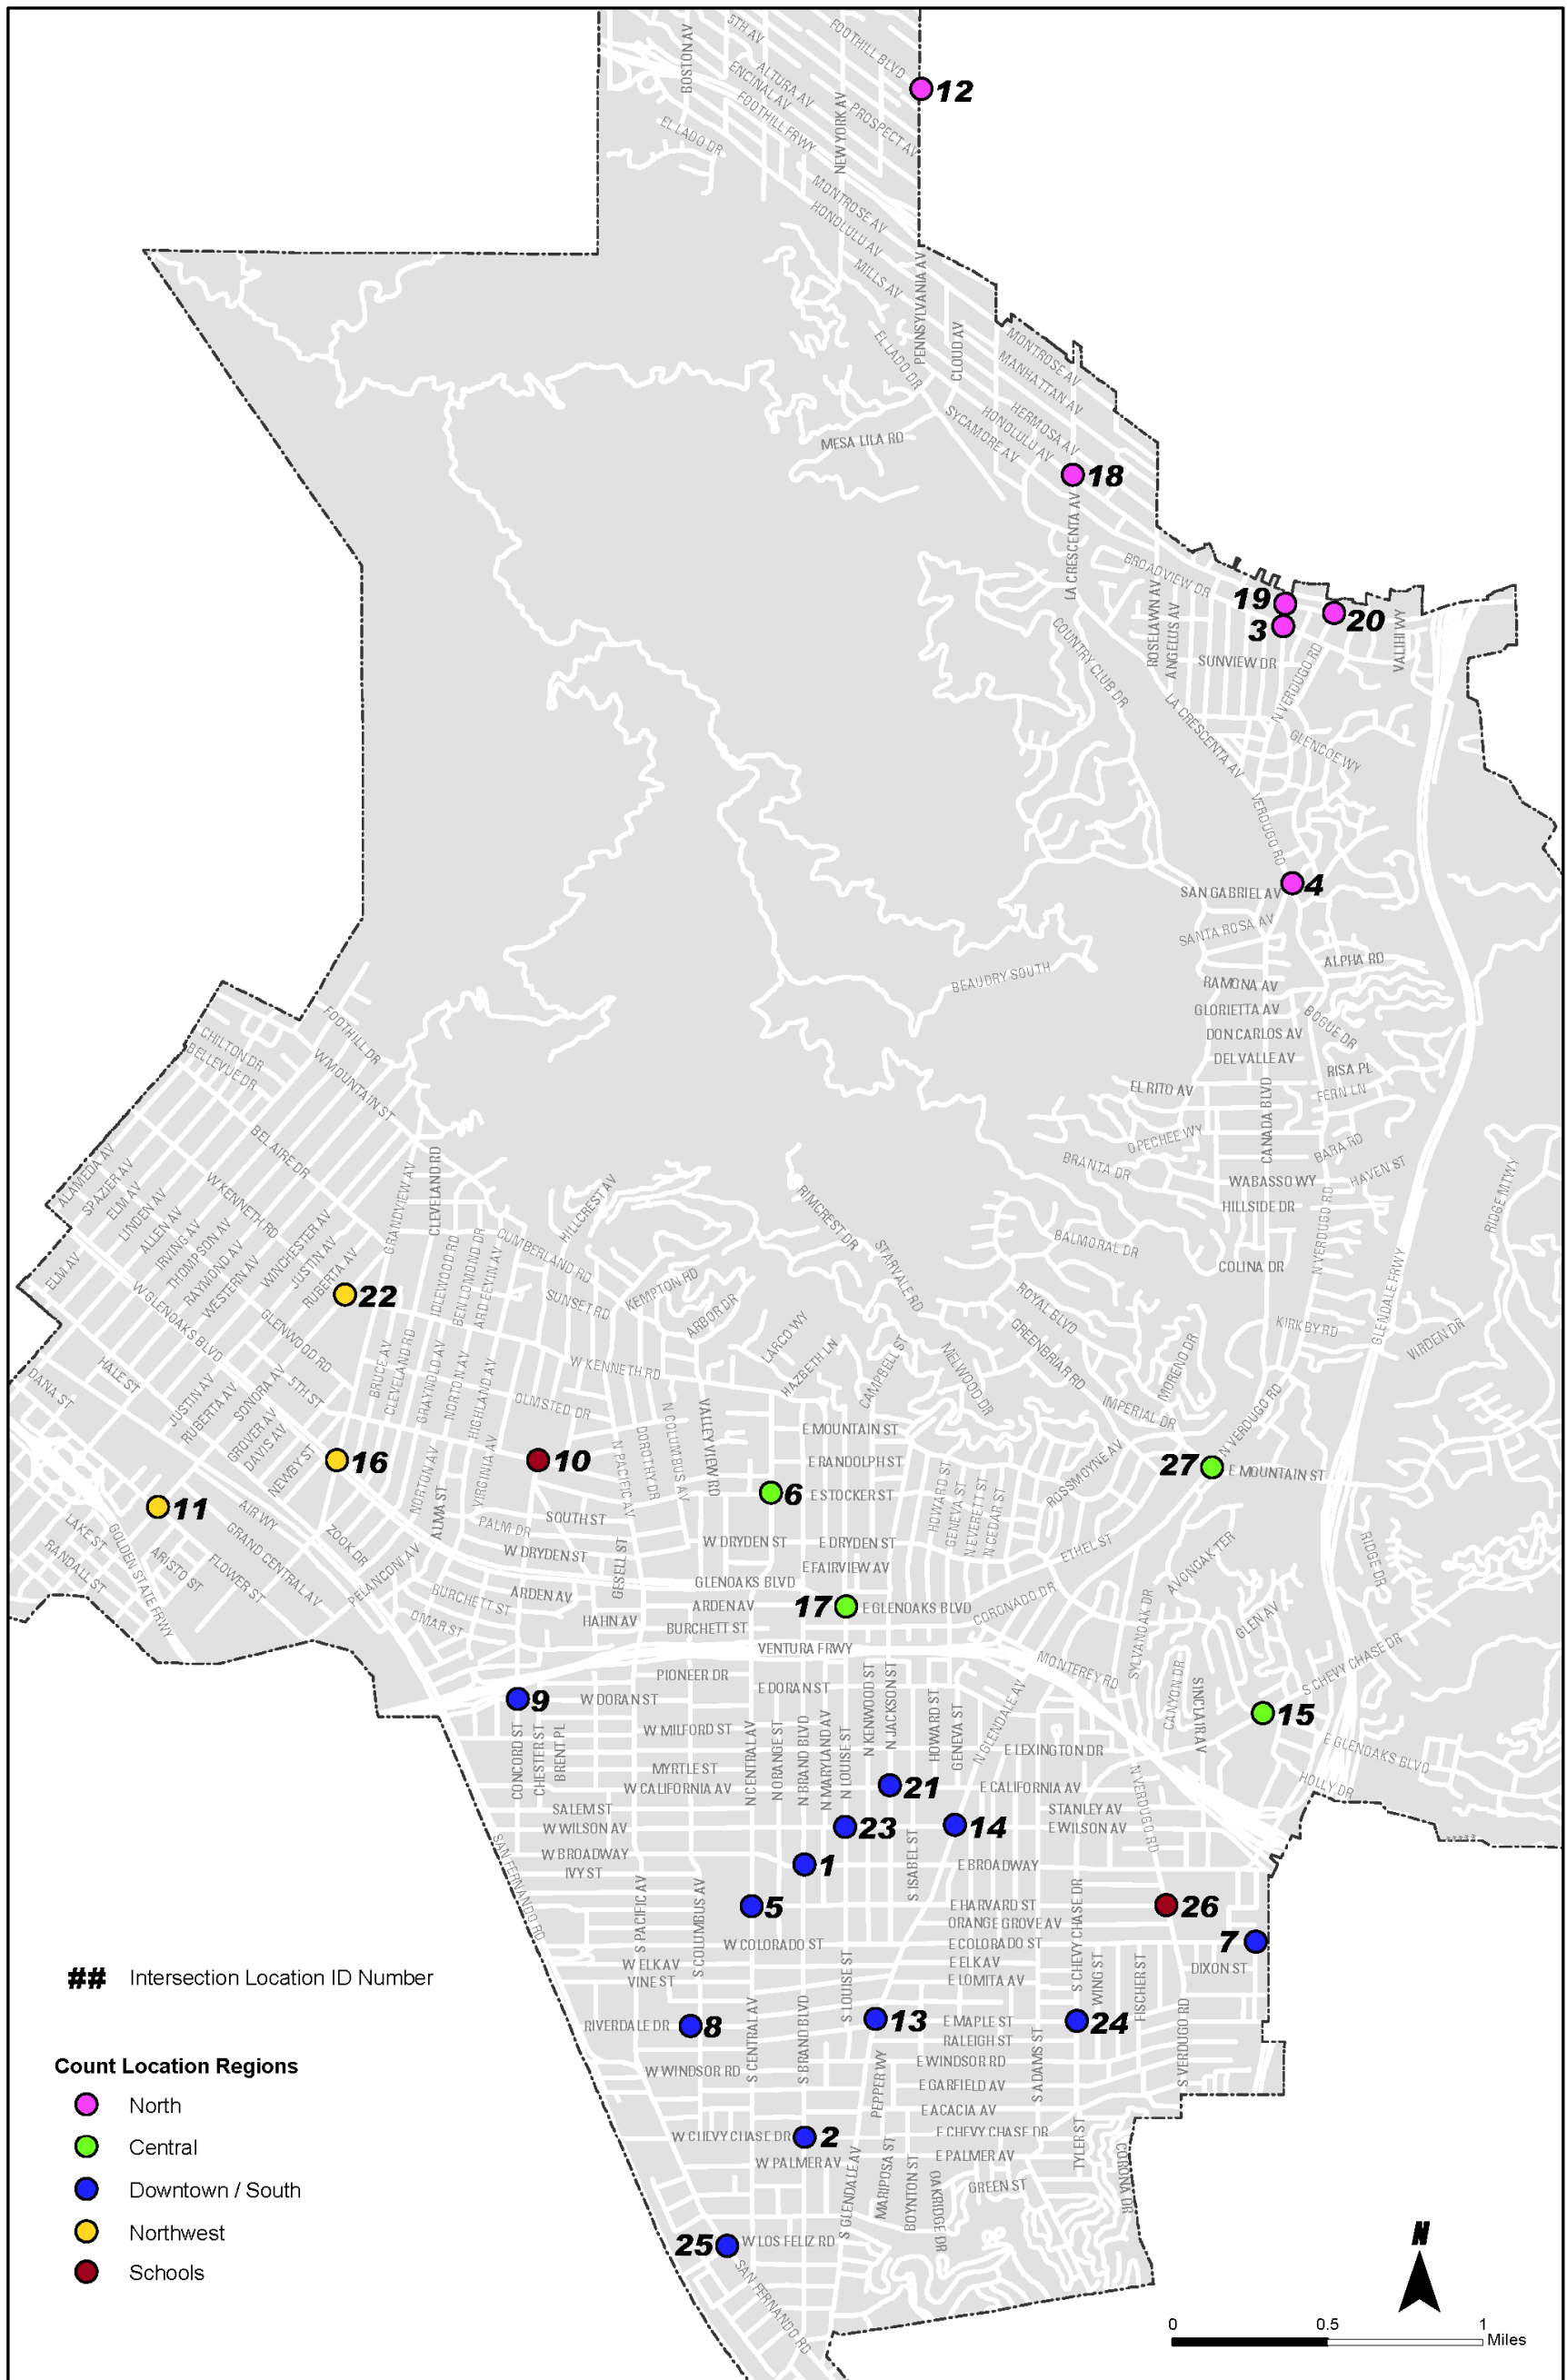 BOSTON AV
5TH AV
FOOTHILL BLVD
ALTURA AV
ENCINAL AV
FOOTHILL FRWY
NEW YORK AV
PROSPECT AV
12
EL LADO DR
MONTROSE AV
HONOLULU AV
MILLS AV
PENNSYLVANIA AV
EL LADO DR
CLOUD AV
MONTROSE AV
MANHATTAN AV
HERMOSA AV
HONOLULU AV
SYCAMORE AV
MESA LILA RD
18
LA CRESCENTA AV
BROADVIEW DR
ROSELAWN AV
ANGELUS AV
19
3
20
VALIHI WY
SUNVIEW DR
N VERDUGO RD
COUNTRY CLUB DR
LA CRESCENTA AV
GLENCOE WY
VERDUGO RD
4
SAN GABRIEL AV
SANTA ROSA AV
ALPHA RD
BEAUDRY SOUTH
RAMONA AV
GLORIETTA AV
BOGUE DR
DON CARLOS AV
DEL VALLE AV
RISA PL
EL RITO AV
FERN LN
CANADA BLVD
OPECHEE WY
BARA RD
BRANTA DR
HAVEN ST
WABASSO WY
HILLSIDE DR
N VERDUGO RD
RIDGE MTWY
BALMORAL DR
COLINA DR
GLENDALE FRWY
KIRKBY RD
VIRDEN DR
CHILTON DR
BELLEVUE DR
FOOTHILL DR
W MOUNTAIN ST
BEL AIRE DR
W KENNETH RD
ALAMEDA AV
SPAZIER AV
ELM AV
LINDEN AV
ALLEN AV
IRVING AV
THOMPSON AV
RAYMOND AV
WESTERN AV
WINCHESTER AV
JUSTIN AV
RUBERTA AV
GRANDVIEW AV
CLEVELAND RD
IDLEWOOD RD
BEN LOMOND DR
ARD EEVIN AV
CUMBERLAND RD
HILLCREST AV
SUNSET RD
KEMPTON RD
ARBOR DR
RIMCREST DR
STARVALE RD
ROYAL BLVD
GREENBRIAR RD
MORENO DR
IMPERIAL DR
22
ELM AV
W GLENOAKS BLVD
GLENWOOD RD
5TH ST
HALE ST
DANA ST
JUSTIN AV
RUBERTA AV
SONORA AV
GROVER AV
DAVIS AV
NEWBY ST
BRUCE AV
CLEVELAND RD
GRAYNOLD AV
NORTON AV
HIGHLAND AV
W KENNETH RD
OLMSTED DR
LARCO WY
HAZBETH LN
CAMPBELL ST
MELWOOD DR
16
10
6
27
11
N PACIFIC AV
DOROTHY DR
N COLUMBUS AV
VALLEY VIEW RD
E MOUNTAIN ST
E RANDOLPH ST
E STOCKER ST
HOWARD ST
GENEVA ST
N EVERETT ST
N CEDAR ST
ROSSMOYNE AV
N VERDUGO RD
E MOUNTAIN ST
NORTON AV
ALMA ST
VIRGINIA AV
PALM DR
SOUTH ST
W DRYDEN ST
W DRYDEN ST
E DRYDEN ST
E FAIRVIEW AV
ETHEL ST
AVONOAK TER
RIDGE DR
LAKE ST
RANDALL ST
GOLDEN STATE FRWY
ARISTO ST
FLOWER ST
AIR WY
GRAND CENTRAL AV
ZOOK DR
PELANCONI AV
BURCHETT ST
OMAR ST
ARDEN AV
GESELL ST
HAHN AV
GLENOAKS BLVD
ARDEN AV
BURCHETT ST
17
E GLENOAKS BLVD
CORONADO DR
SYLVANOAK DR
GLEN AV
VENTURA FRWY
MONTEREY RD
S CHEVY CHASE DR
PIONEER DR
9
W DORAN ST
E DORAN ST
N KENWOOD ST
N JACKSON ST
HOWARD ST
GENEVA ST
N GLENDALE AV
CANYON DR
SINCLAIR AV
15
E GLENOAKS BLVD
HOLLY DR
W MILFORD ST
E LEXINGTON DR
CONCORD ST
CHESTER ST
BRENT PL
MYRTLE ST
W CALIFORNIA AV
N CENTRAL AV
N ORANGE ST
N BRAND BLVD
N MARYLAND AV
N LOUISE ST
21
E CALIFORNIA AV
N VERDUGO RD
SALEM ST
W WILSON AV
23
14
STANLEY AV
E WILSON AV
SAN FERNANDO RD
W BROADWAY
IVY ST
1
S ISABEL ST
E BROADWAY
S PACIFIC AV
S COLUMBUS AV
5
E HARVARD ST
ORANGE GROVE AV
S CHEVY CHASE DR
26
W COLORADO ST
E COLORADO ST
7
W ELK AV
VINE ST
E ELK AV
E LOMITA AV
DIXON ST
S LOUISE ST
WING ST
FISCHER ST
RIVERDALE DR
8
S CENTRAL AV
S BRAND BLVD
13
E MAPLE ST
RALEIGH ST
24
S ADAMS ST
S VERDUGO RD
W WINDSOR RD
PEPPER WY
E WINDSOR RD
E GARFIELD AV
E ACACIA AV
W CHEVY CHASE DR
2
E CHEVY CHASE DR
W PALMER AV
E PALMER AV
TYLER ST
CORONA DR
S GLENDALE AV
MARIPOSA ST
BOYNTON ST
OAKRIDGE DR
GREEN ST
25
W LOS FELIZ RD
SAN FERNANDO RD
## Intersection Location ID Number
Count Location Regions
North
Central
Downtown / South
Northwest
Schools
N
0 0.5 1
Miles